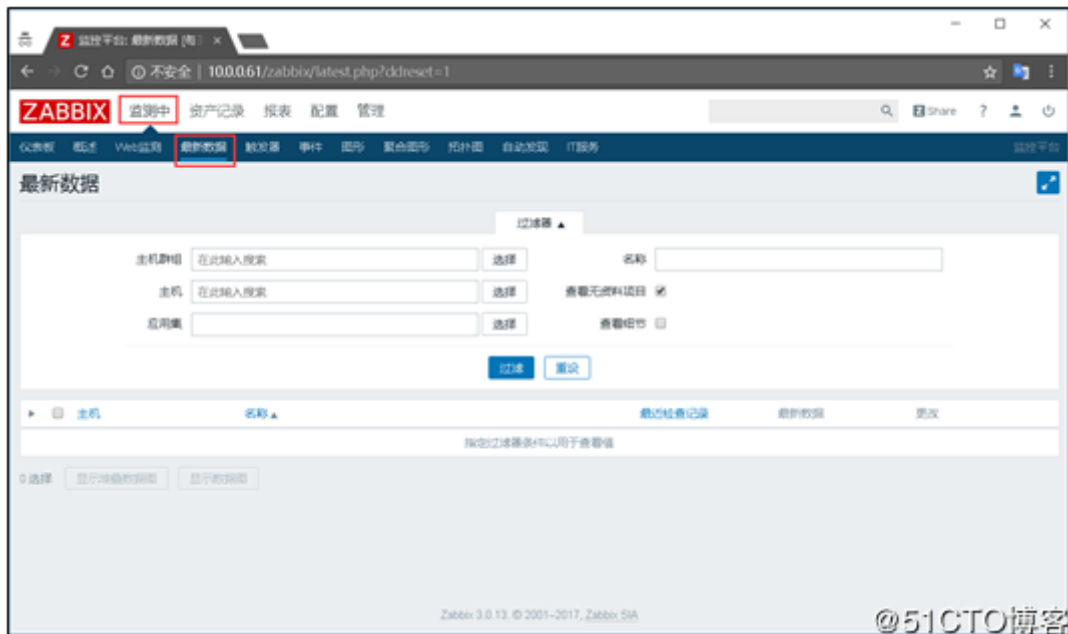 监控平台: 最新数据 [每
不安全 | 10.0.0.61/zabbix/latest.php?ddreset=1
ZABBIX 监测中 资产记录 报表 配置 管理 Share ?
仪表板 概述 Web监测 最新数据 触发器 事件 图形 聚合图形 拓扑图 自动发现 IT服务 监控平台
最新数据
过滤器 ▲
主机群组 在此输入搜索 选择 名称
主机 在此输入搜索 选择 查看无资料项目
应用集 选择 查看细节
过滤 重设
主机 名称▲ 最近检查记录 最新数据 更改
指定过滤器条件以用于查看值
0 选择 显示堆叠数据图 显示数据图
Zabbix 3.0.13. © 2001–2017, Zabbix SIA
@51CTO博客